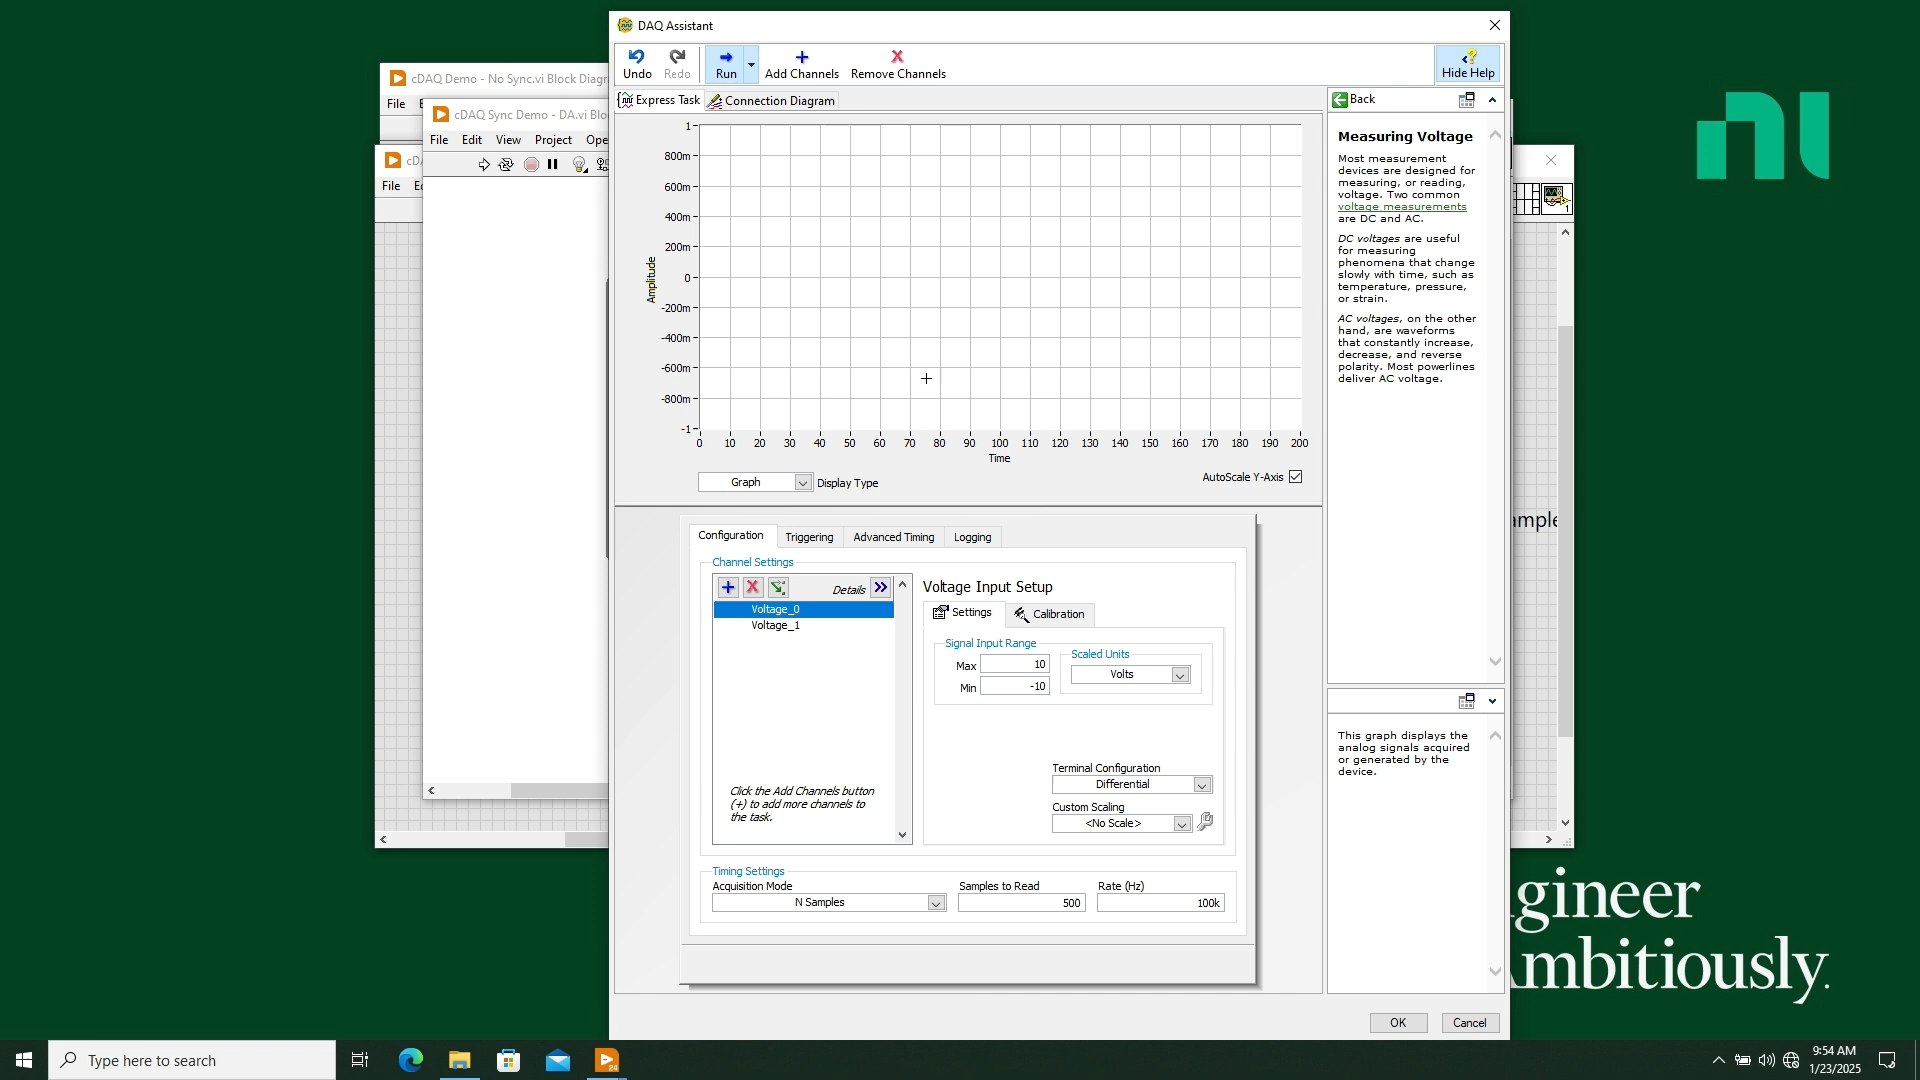 DAQ Assistant
Undo
Redo
Run
Add Channels
Remove Channels
Hide Help
cDAQ Demo - No Sync.vi Block Diagr
File
cDAQ Sync Demo - DA.vi Blo
File Edit View Project Ope
cD
File Ed
Express Task
Connection Diagram
1
800m
600m
400m
200m
0
-200m
-400m
-600m
-800m
-1
Amplitude
0 10 20 30 40 50 60 70 80 90 100 110 120 130 140 150 160 170 180 190 200
Time
Graph
Display Type
AutoScale Y-Axis
Back
Measuring Voltage
Most measurement
devices are designed for
measuring, or reading,
voltage. Two common
voltage measurements
are DC and AC.
DC voltages are useful
for measuring
phenomena that change
slowly with time, such as
temperature, pressure,
or strain.
AC voltages, on the other
hand, are waveforms
that constantly increase,
decrease, and reverse
polarity. Most powerlines
deliver AC voltage.
1
ample
Configuration
Triggering
Advanced Timing
Logging
Channel Settings
Details
Voltage_0
Voltage_1
Click the Add Channels button
(+) to add more channels to
the task.
Voltage Input Setup
Settings
Calibration
Signal Input Range
Max 10
Min -10
Scaled Units
Volts
Terminal Configuration
Differential
Custom Scaling
<No Scale>
Timing Settings
Acquisition Mode
N Samples
Samples to Read
500
Rate (Hz)
100k
This graph displays the
analog signals acquired
or generated by the
device.
OK
Cancel
ni
gineer
mbitiously.
Type here to search
24
9:54 AM
1/23/2025